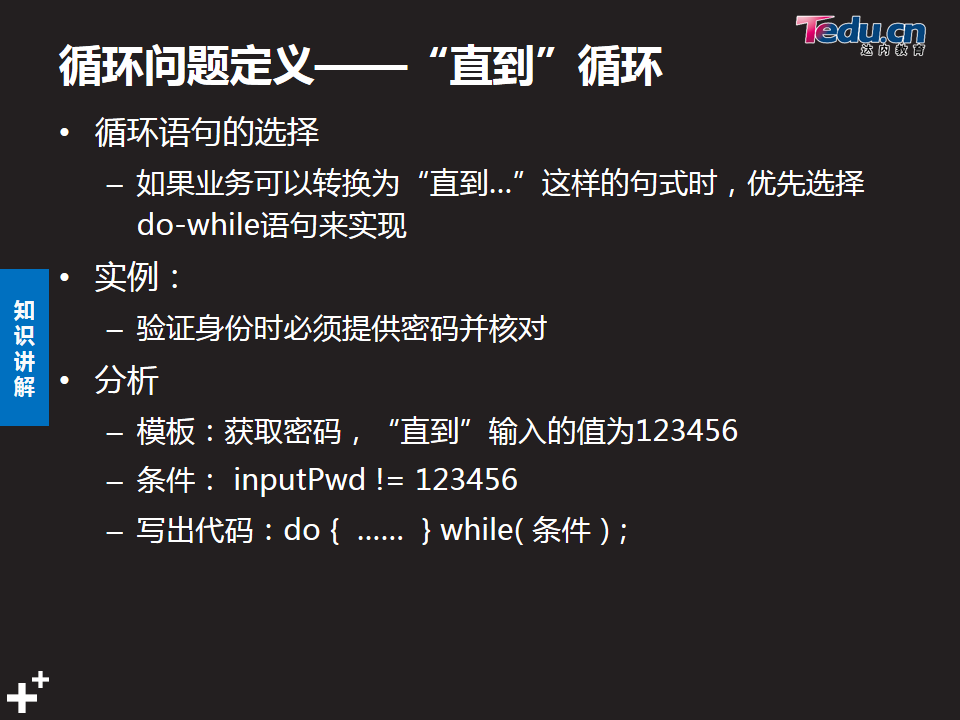 Tedu.cn
达内教育
循环问题定义——“直到”循环
• 循环语句的选择
– 如果业务可以转换为“直到…”这样的句式时，优先选择
do-while语句来实现
• 实例：
– 验证身份时必须提供密码并核对
• 分析
– 模板：获取密码，“直到”输入的值为123456
– 条件： inputPwd != 123456
– 写出代码：do { …… } while( 条件 ) ;
知识讲解